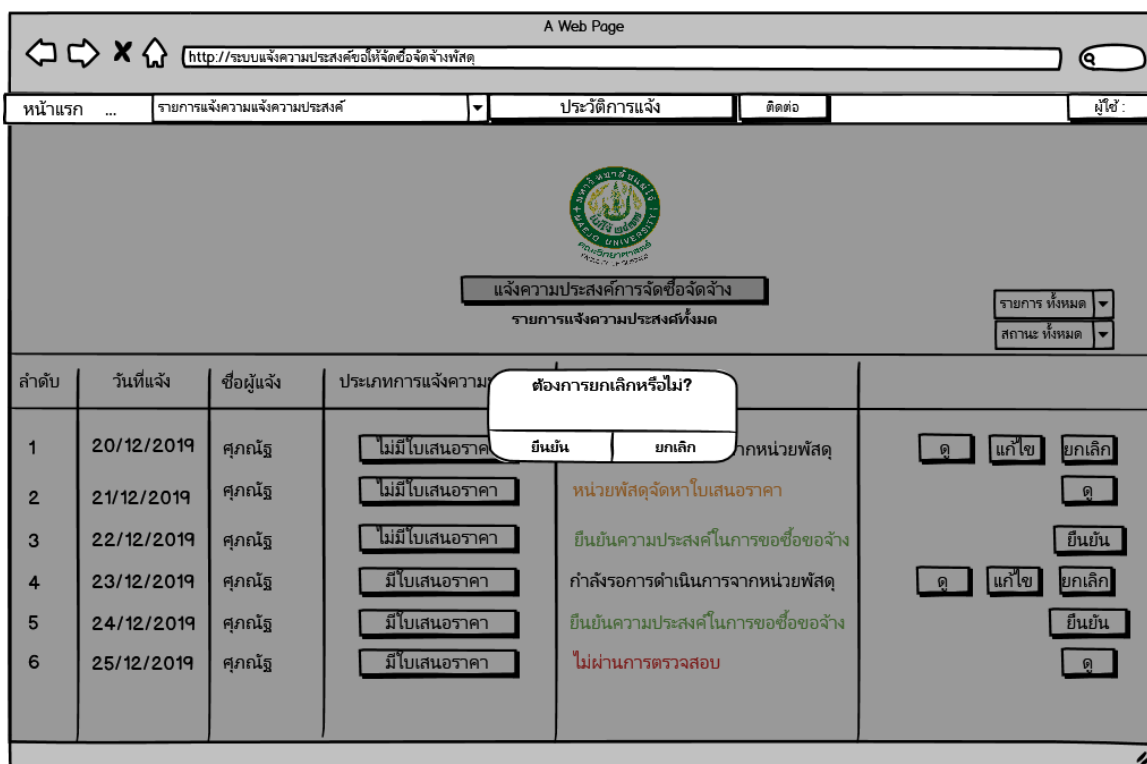 A Web Page
http://ระบบแจ้งความประสงค์ขอให้จัดซื้อจัดจ้างพัสดุ
หน้าแรก ... รายการแจ้งความแจ้งความประสงค์ ประวัติการแจ้ง ติดต่อ ผู้ใช้ :
มหาวิทยาลัยแม่โจ้
MAEJO UNIVERSITY
คณะวิทยาศาสตร์
แจ้งความประสงค์การจัดซื้อจัดจ้าง
รายการแจ้งความประสงค์ทั้งมด
รายการ ทั้งหมด
สถานะ ทั้งหมด
ลำดับ วันที่แจ้ง ชื่อผู้แจ้ง ประเภทการแจ้งความ
ต้องการยกเลิกหรือไม่?
ยืนยัน ยกเลิก
1 20/12/2019 ศุภณัฐ ไม่มีใบเสนอราค ากหน่วยพัสดุ ดู แก้ไข ยกเลิก
2 21/12/2019 ศุภณัฐ ไม่มีใบเสนอราคา หน่วยพัสดุจัดหาใบเสนอราคา ดู
3 22/12/2019 ศุภณัฐ ไม่มีใบเสนอราคา ยืนยันความประสงค์ในการขอซื้อขอจ้าง ยืนยัน
4 23/12/2019 ศุภณัฐ มีใบเสนอราคา กำลังรอการดำเนินการจากหน่วยพัสดุ ดู แก้ไข ยกเลิก
5 24/12/2019 ศุภณัฐ มีใบเสนอราคา ยืนยันความประสงค์ในการขอซื้อขอจ้าง ยืนยัน
6 25/12/2019 ศุภณัฐ มีใบเสนอราคา ไม่ผ่านการตรวจสอบ ดู